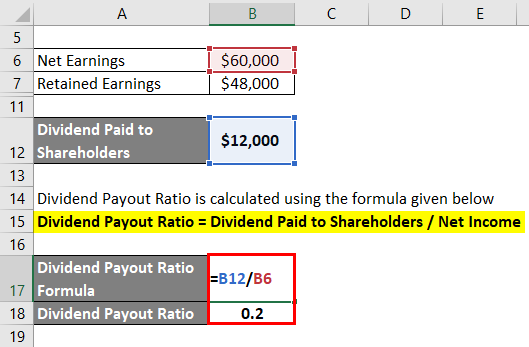 A B C D E
5
6 Net Earnings $60,000
7 Retained Earnings $48,000
11
Dividend Paid to
12 Shareholders $12,000
13
14 Dividend Payout Ratio is calculated using the formula given below
15 Dividend Payout Ratio = Dividend Paid to Shareholders / Net Income
16
Dividend Payout Ratio
17 Formula =B12/B6
18 Dividend Payout Ratio 0.2
19